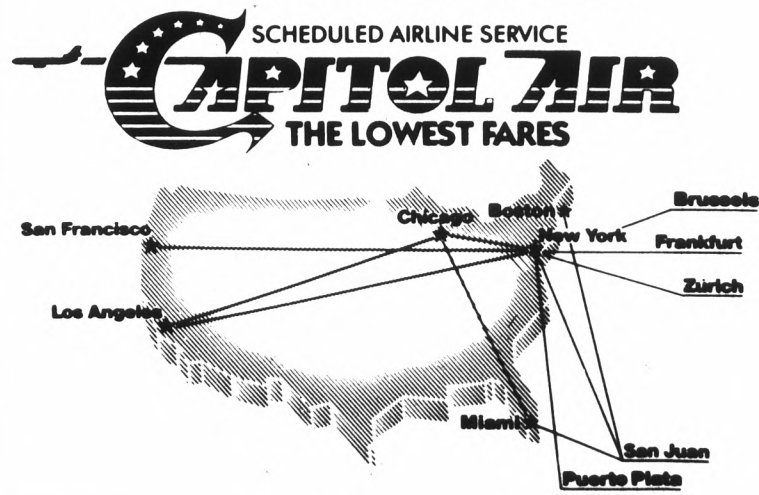 SCHEDULED AIRLINE SERVICE
CAPITOL AIR
THE LOWEST FARES
Brussels
Chicago
Boston
San Francisco
New York
Frankfurt
Zürich
Los Angeles
Miami
San Juan
Puerto Plata